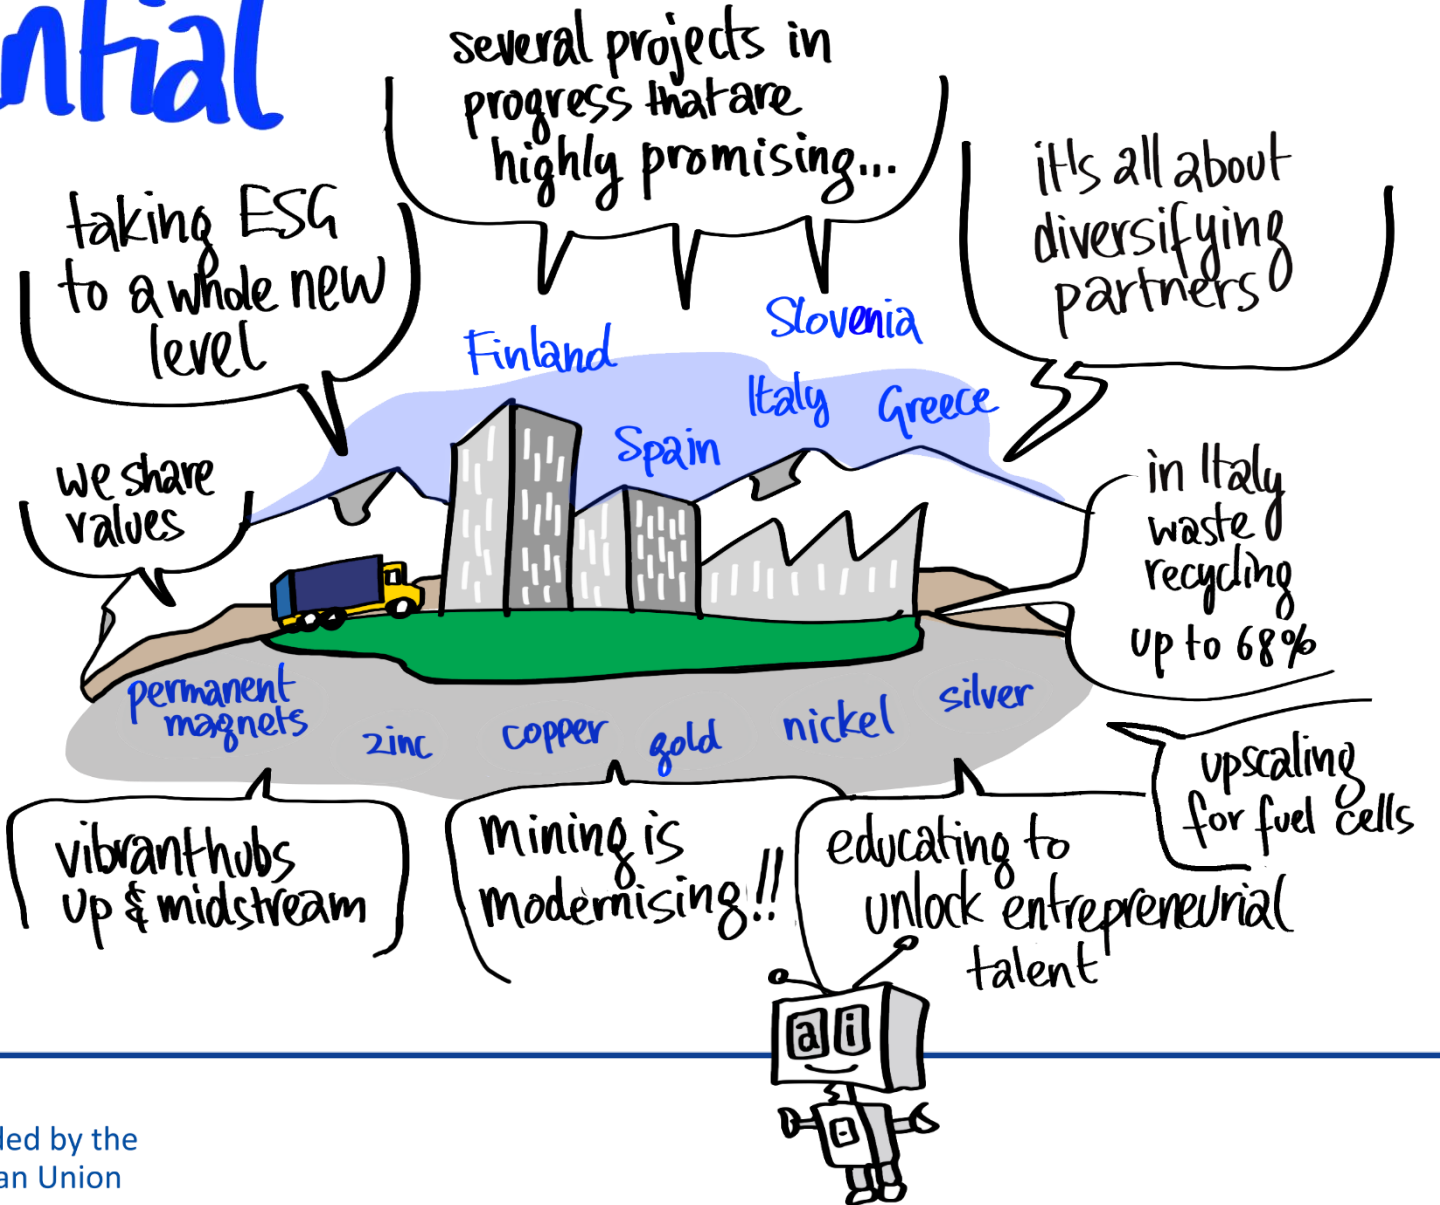 ntial
several projects in
progress that are
highly promising...
taking ESG
to a whole new
level
it's all about
diversifying
partners
Finland
Slovenia
Italy
Greece
Spain
we share
values
in Italy
waste
recycling
up to 68%
permanent
magnets
zinc
copper
gold
nickel
silver
upscaling
for fuel cells
vibrant hubs
up & midstream
mining is
modernising!!
educating to
unlock entrepreneurial
talent
ai
ded by the
an Union